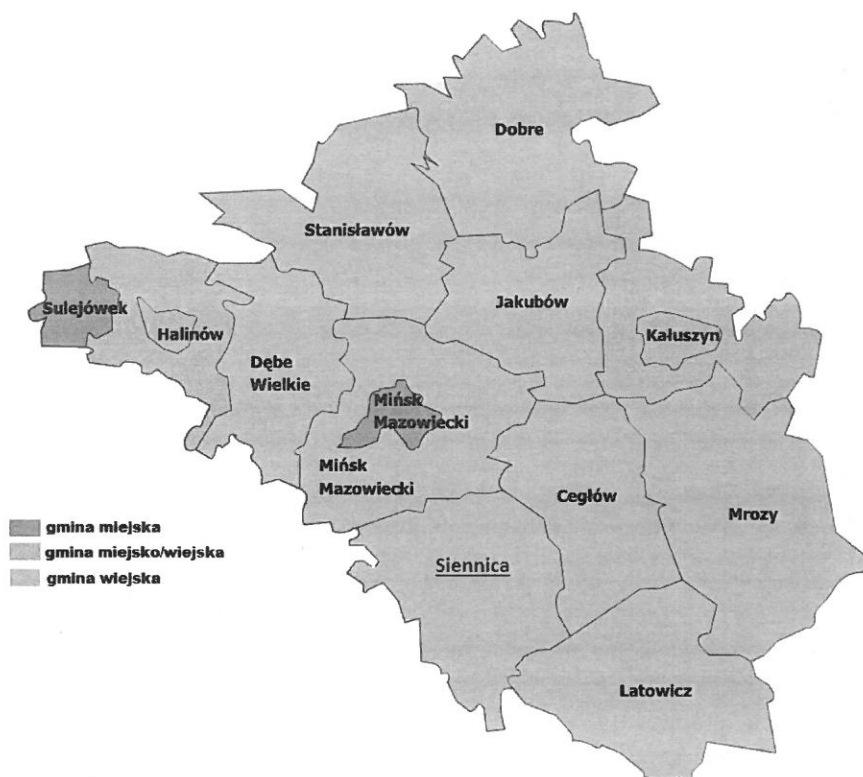 Dobre
Stanisławów
Sulejówek
Halinów
Jakubów
Kałuszyn
Dębe
Wielkie
Mińsk
Mazowiecki
Mińsk
Mazowiecki
Cegłów
Mrozy
Siennica
Latowicz
gmina miejska
gmina miejsko/wiejska
gmina wiejska